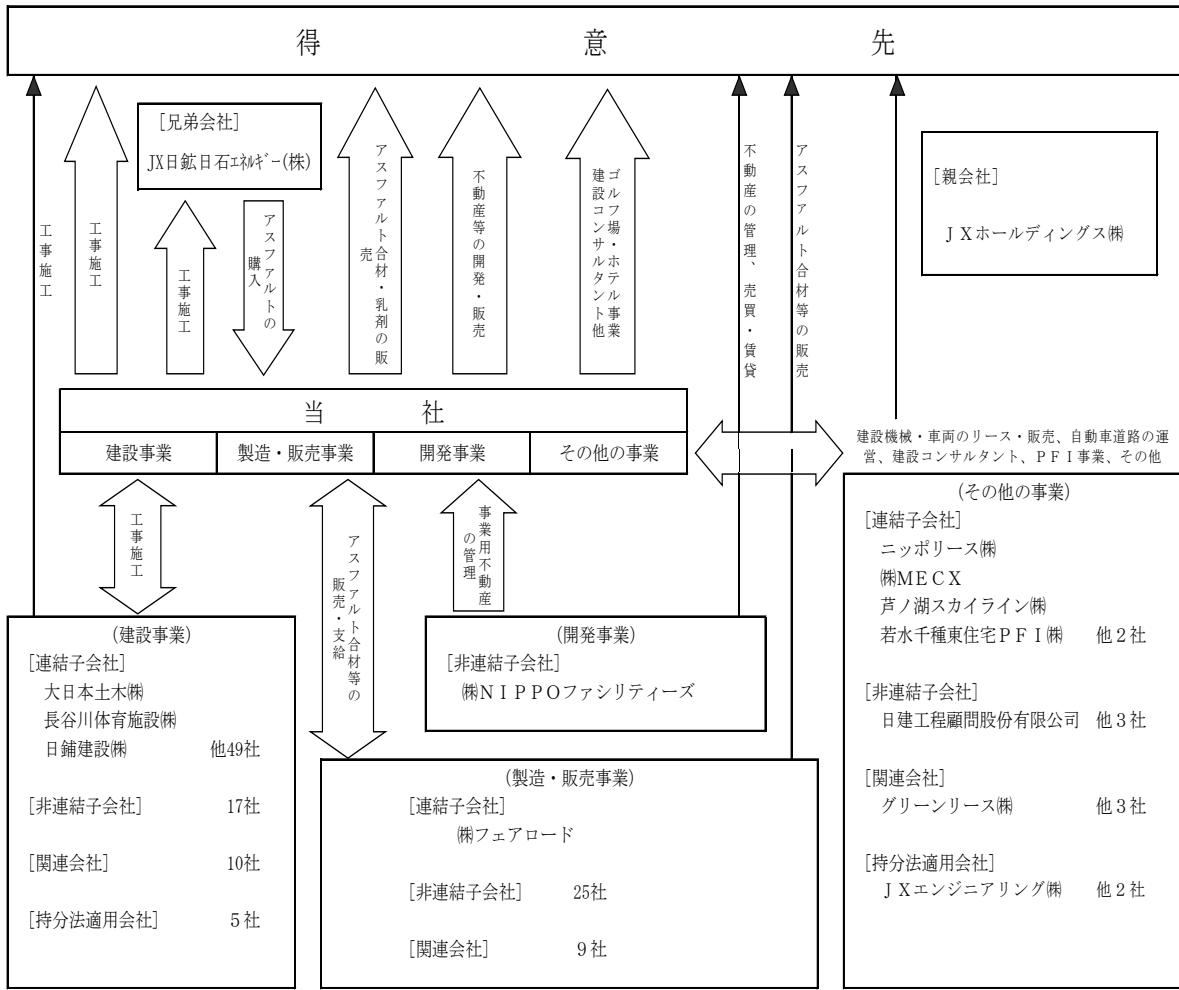 得意先
[兄弟会社]
JX日鉱日石エネルギー(株)
[親会社]
ＪＸホールディングス㈱
工事施工
工事施工
工事施工
アスファルトの
購入
アスファルト合材・乳剤の販
売
不動産等の開発・販売
ゴルフ場・ホテル事業
建設コンサルタント他
不動産の管理、売買・賃貸
アスファルト合材等の販売
当社
建設事業
製造・販売事業
開発事業
その他の事業
建設機械・車両のリース・販売、自動車道路の運
営、建設コンサルタント、ＰＦＩ事業、その他
工事施工
アスファルト合材等の
販売・支給
事業用不動産
の管理
(建設事業)
[連結子会社]
大日本土木㈱
長谷川体育施設㈱
日鋪建設㈱ 他49社
[非連結子会社] 17社
[関連会社] 10社
[持分法適用会社] ５社
(開発事業)
[非連結子会社]
㈱ＮＩＰＰＯファシリティーズ
(製造・販売事業)
[連結子会社]
㈱フェアロード
[非連結子会社] 25社
[関連会社] ９社
(その他の事業)
[連結子会社]
ニッポリース㈱
㈱ＭＥＣＸ
芦ノ湖スカイライン㈱
若水千種東住宅ＰＦＩ㈱ 他２社
[非連結子会社]
日建工程顧問股份有限公司 他３社
[関連会社]
グリーンリース㈱ 他３社
[持分法適用会社]
ＪＸエンジニアリング㈱ 他２社